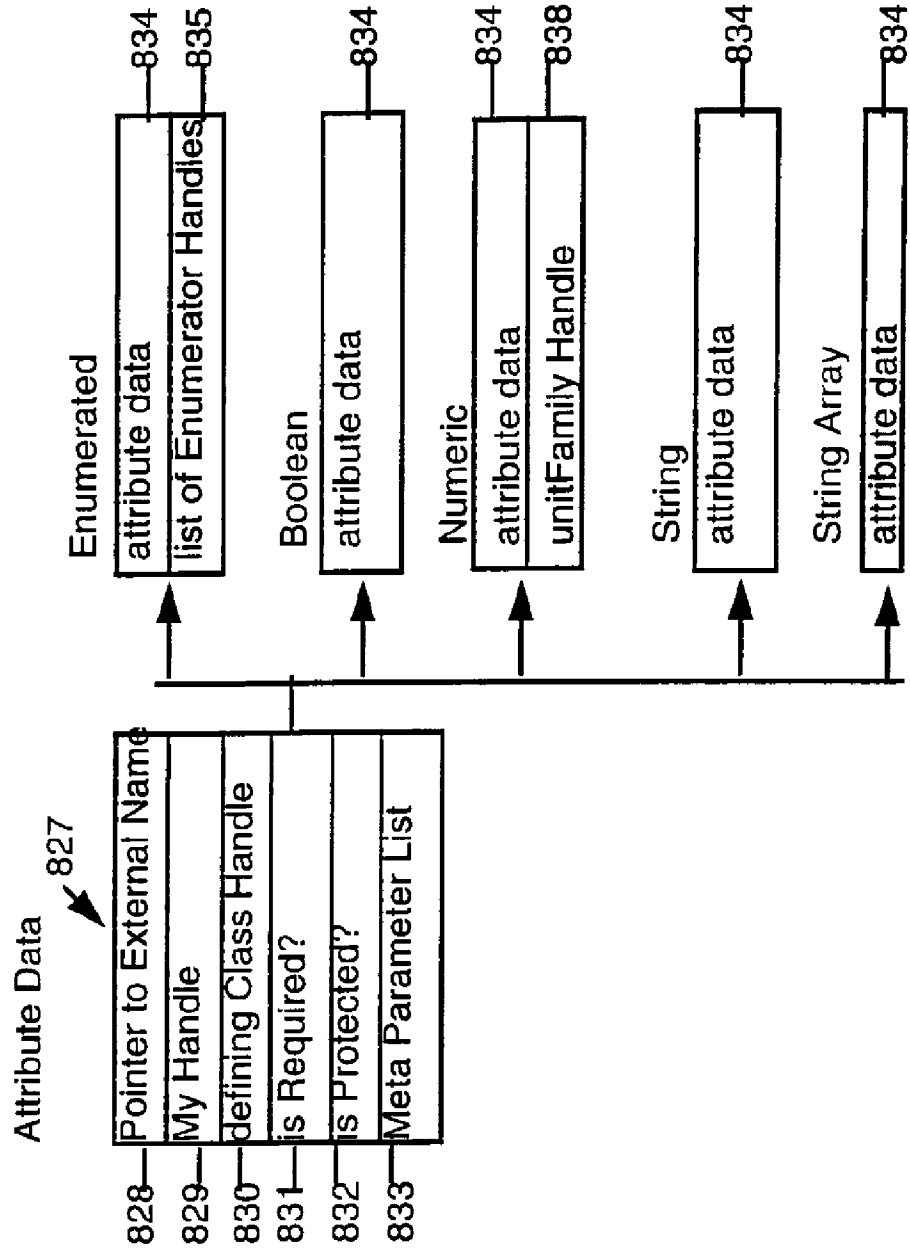 Attribute Data
827
828 Pointer to External Name
829 My Handle
830 defining Class Handle
831 is Required?
832 is Protected?
833 Meta Parameter List
Enumerated
attribute data 834
list of Enumerator Handles 835
Boolean
attribute data 834
Numeric
attribute data 834
unitFamily Handle 838
String
attribute data 834
String Array
attribute data 834